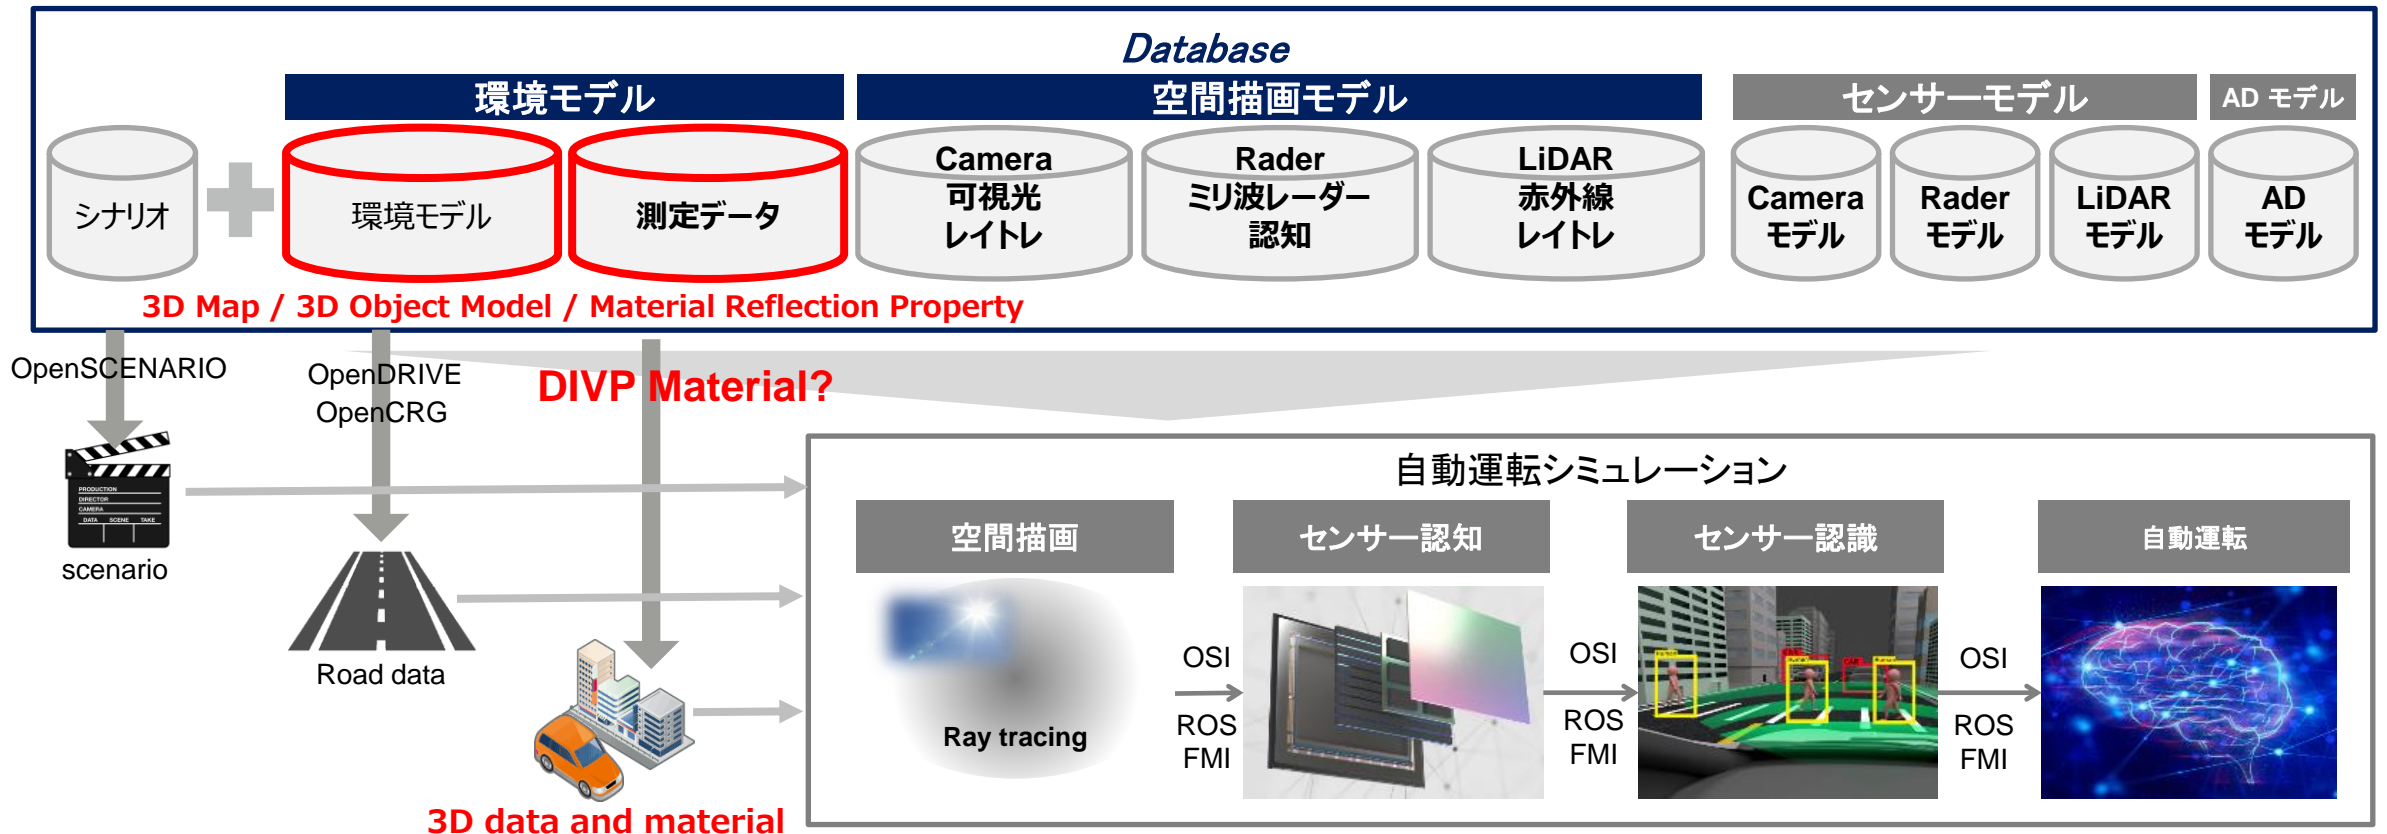 Database
環境モデル
空間描画モデル
センサーモデル
AD モデル
シナリオ
環境モデル
測定データ
Camera
可視光
レイトレ
Rader
ミリ波レーダー
認知
LiDAR
赤外線
レイトレ
Camera
モデル
Rader
モデル
LiDAR
モデル
AD
モデル
3D Map / 3D Object Model / Material Reflection Property
OpenSCENARIO
OpenDRIVE
OpenCRG
DIVP Material?
PRODUCTION
DIRECTOR
CAMERA
DATA SCENE TAKE
scenario
Road data
3D data and material
自動運転シミュレーション
空間描画
センサー認知
センサー認識
自動運転
Ray tracing
OSI
ROS
FMI
OSI
ROS
FMI
OSI
ROS
FMI